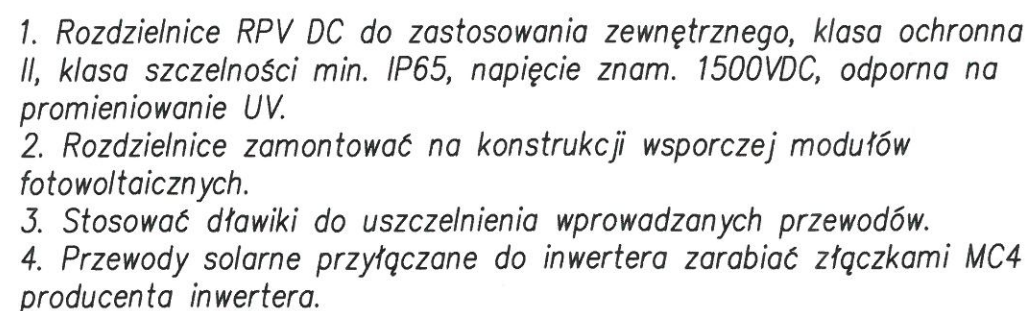 1. Rozdzielnice RPV DC do zastosowania zewnętrznego, klasa ochronna
II, klasa szczelności min. IP65, napięcie znam. 1500VDC, odporna na
promieniowanie UV.
2. Rozdzielnice zamontować na konstrukcji wsporczej modułów
fotowoltaicznych.
3. Stosować dławiki do uszczelnienia wprowadzanych przewodów.
4. Przewody solarne przyłączane do inwertera zarabiać złączkami MC4
producenta inwertera.